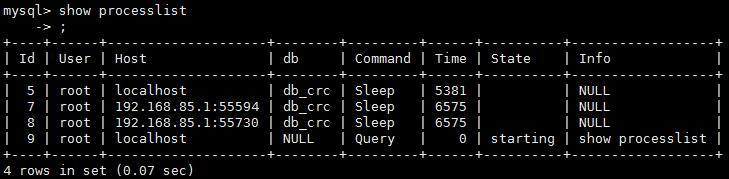 mysql> show processlist
    -> ;
+----+------+--------------------+--------+---------+------+----------+------------------+
| Id | User | Host               | db     | Command | Time | State    | Info             |
+----+------+--------------------+--------+---------+------+----------+------------------+
|  5 | root | localhost          | db_crc | Sleep   | 5381 |          | NULL             |
|  7 | root | 192.168.85.1:55594 | db_crc | Sleep   | 6575 |          | NULL             |
|  8 | root | 192.168.85.1:55730 | db_crc | Sleep   | 6575 |          | NULL             |
|  9 | root | localhost          | NULL   | Query   |    0 | starting | show processlist |
+----+------+--------------------+--------+---------+------+----------+------------------+
4 rows in set (0.07 sec)